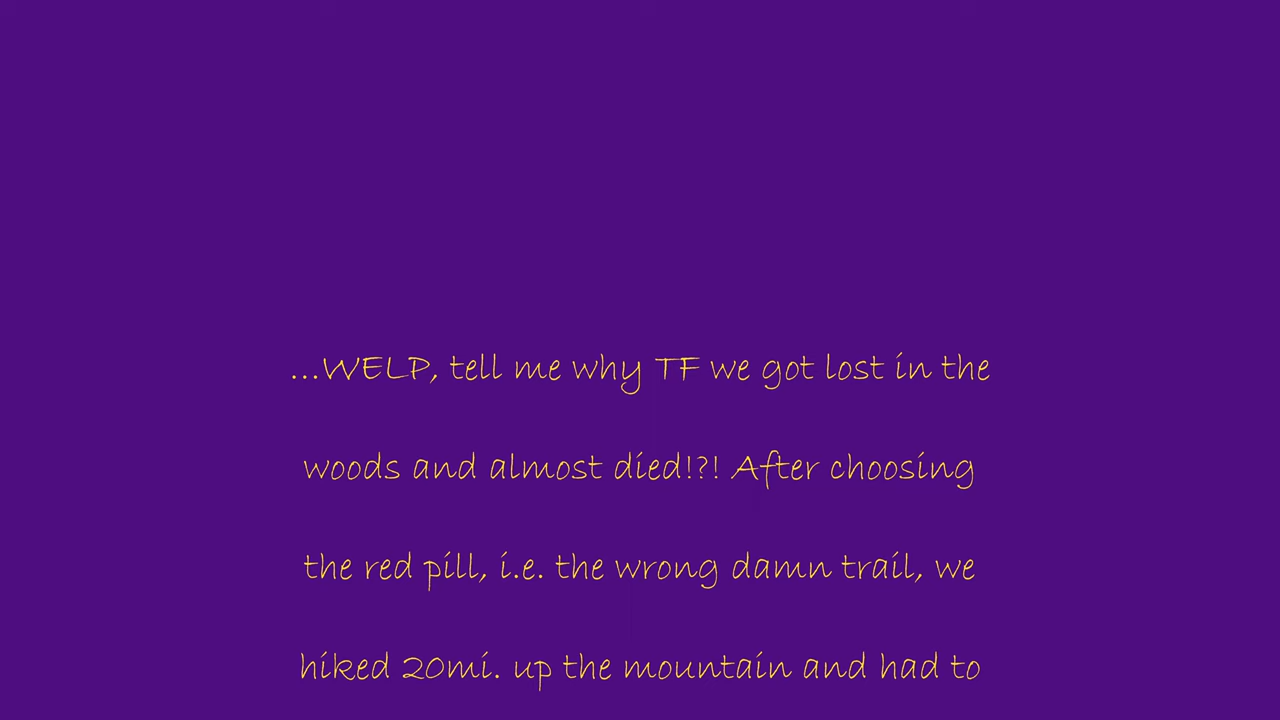 ...WELP, tell me why TF we got lost in the
woods and almost died!?! After choosing
the red pill, i.e. the wrong damn trail, we
hiked 20mi. up the mountain and had to